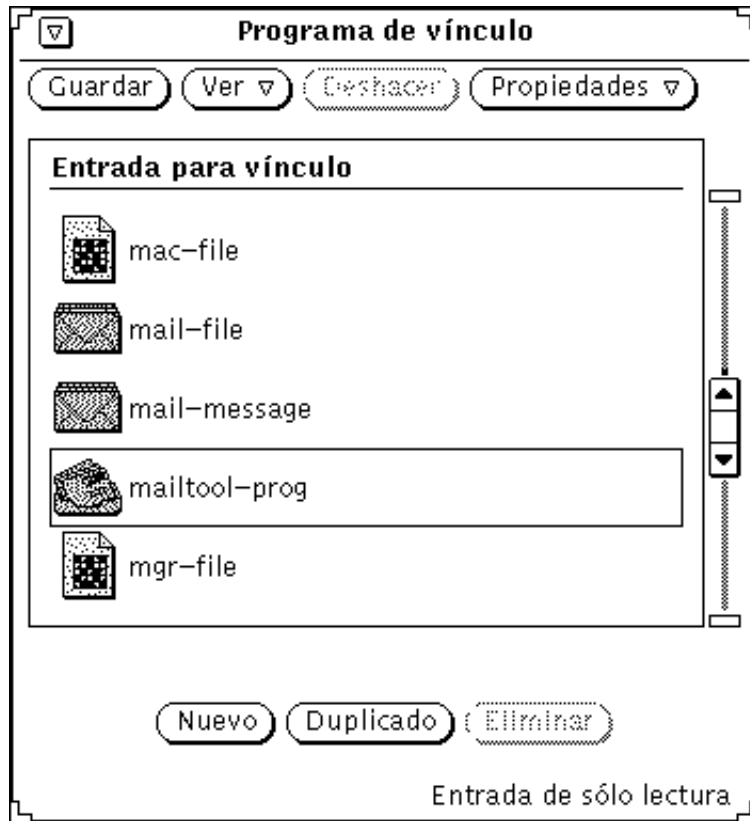 Programa de vínculo
Guardar Ver Deshacer Propiedades
Entrada para vínculo
mac-file
mail-file
mail-message
mailtool-prog
mgr-file
Nuevo Duplicado Eliminar
Entrada de sólo lectura